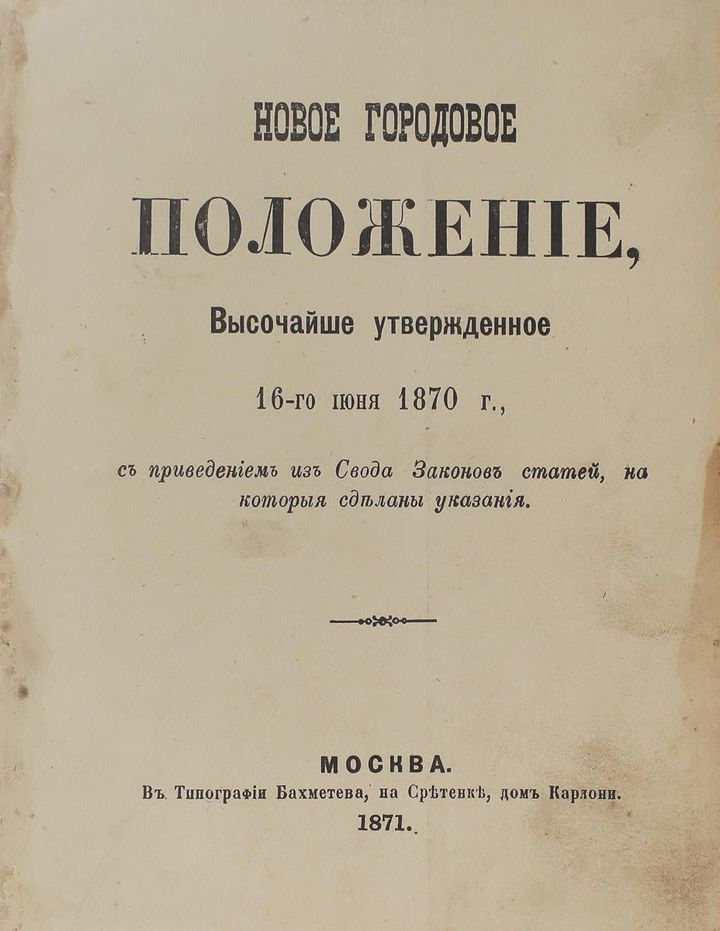 НОВОЕ ГОРОДОВОЕ
ПОЛОЖЕНІЕ,
Высочайше утвержденное
16-го іюня 1870 г.,
съ приведеніемъ изъ Свода Законовъ статей, на
которыя сдѣланы указанія.
МОСКВА.
Въ Типографіи Бахметева, на Срѣтенкѣ, домъ Карлони.
1871.